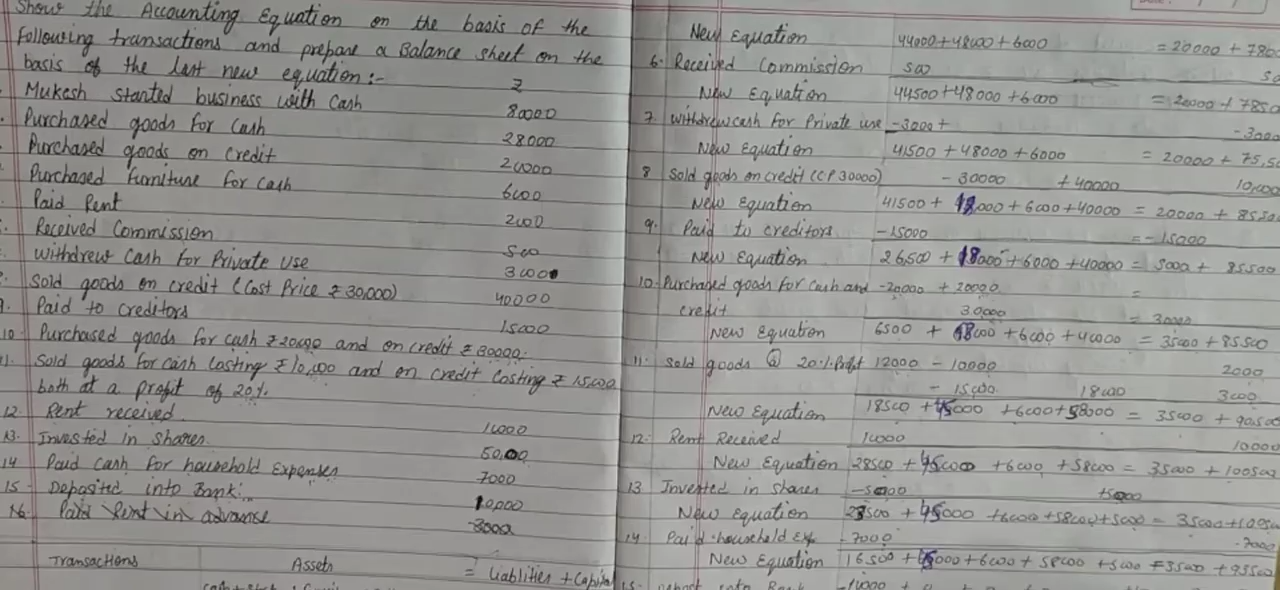 Show the Accounting Equation on the basis of the
Following transactions and prepare a Balance sheet on the
basis of the last new equation:-
₹
Mukesh started business with Cash 80000
Purchased goods for Cash 28000
Purchased goods on credit 20000
Purchased furniture for cash 6000
Paid Rent 2000
Received Commission 500
Withdrew Cash for Private Use 3000
Sold goods on credit (Cost Price ₹30,000) 40000
9. Paid to creditors 15000
10 Purchased goods for cash ₹20000 and on credit ₹30000.
11. Sold goods for cash Costing ₹10,000 and on credit Costing ₹15000
both at a profit of 20%.
12 Rent received 10000
13. Invested in shares 5000
14 Paid Cash for household Expenses 7000
15 - Deposited into Bank 10,000
16. Paid Rent in advance 3000
Transactions Assets = Liablities + Capital
New Equation 44000+48000+6000 = 20000 + 780
6. Received Commission 500
New Equation 44500+48000+6000 = 20000 + 7850
7. Withdrew cash for Private use -3000+ -3000
New Equation 41500+48000+6000 = 20000 + 75,5
8 Sold goods on credit (CP 30000) - 30000 +40000 10,000
New Equation 41500 + 18000 + 6000 +40000 = 20000 + 8550
9. Paid to creditors -15000 = -15000
New Equation 26,500 + 18000 + 6000 +40000 = 5000 + 85500
10. Purchased goods for cash and -20000 + 20000 =
credit 30,000 = 30000
New Equation 6500 + 48000 + 6000 + 40000 = 35000 + 85500
11. Sold goods @ 20% Profit 12000 - 10000 2000
- 15000 18000 3000
New Equation 18500 + 45000 + 6000 + 58000 = 35000 + 90500
12. Rent Received 10000 10000
New Equation 28500 + 45000 + 6000 + 58000 = 35000 + 100500
13 Invested in shares -5000 +5000
New Equation 23500 + 45000 + 6000 + 58000 + 5000 = 35000 + 1005
14. Paid household Exp - 7000 - 7000
New Equation 16500 + 45000 + 6000 + 58000 + 5000 = 3500 + 93500